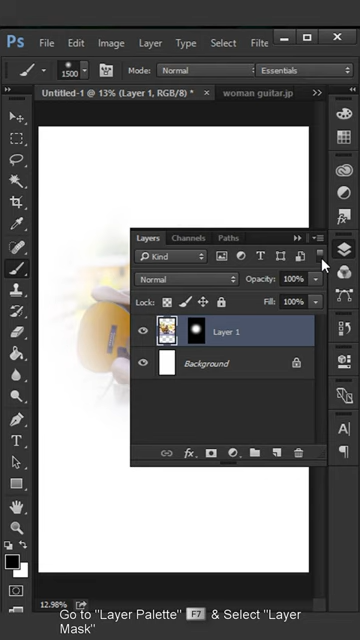 Ps File Edit Image Layer Type Select Filte
1500 Mode: Normal Essentials
Untitled-1 @ 13% (Layer 1, RGB/8) * × woman guitar.jp
Layers Channels Paths
Kind
Normal Opacity: 100%
Lock: Fill: 100%
Layer 1
Background
12.98%
Go to "Layer Palette" F7 & Select "Layer
Mask"